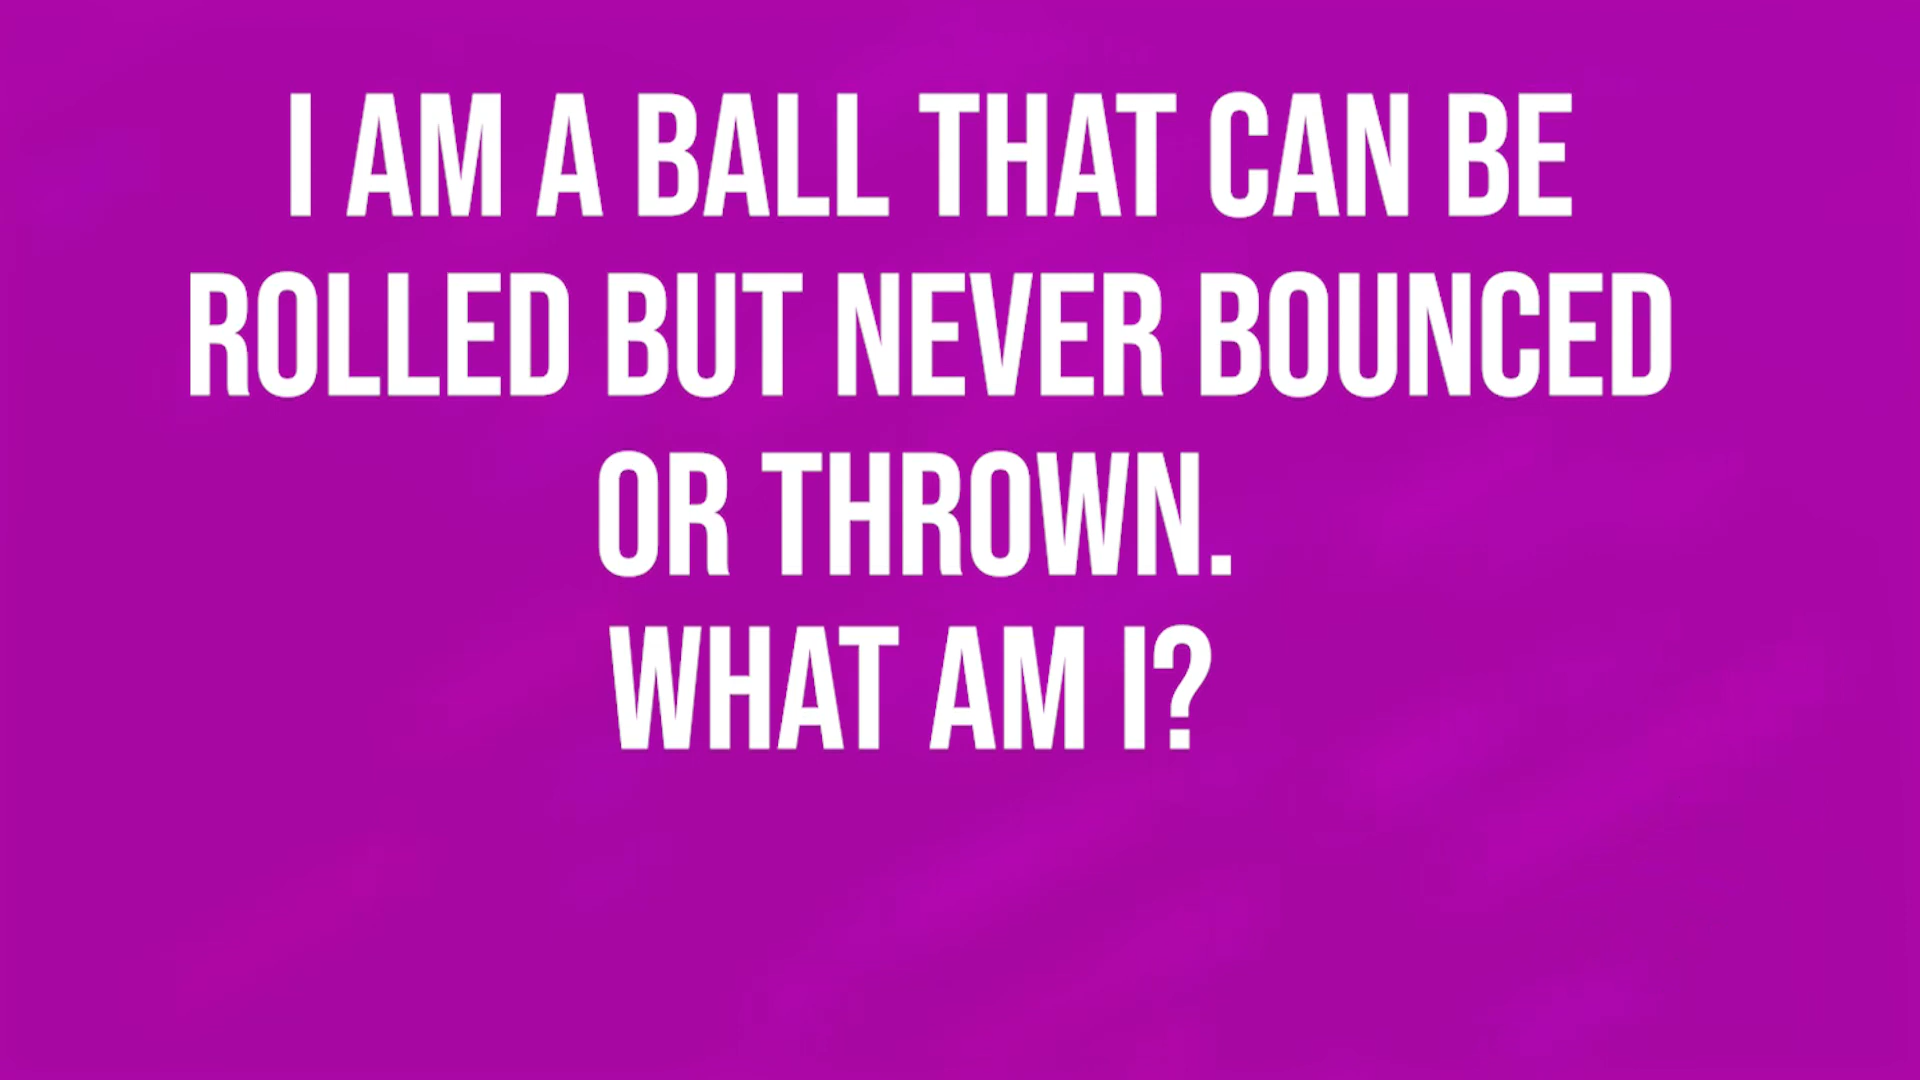 I AM A BALL THAT CAN BE
ROLLED BUT NEVER BOUNCED
OR THROWN.
WHAT AM I?